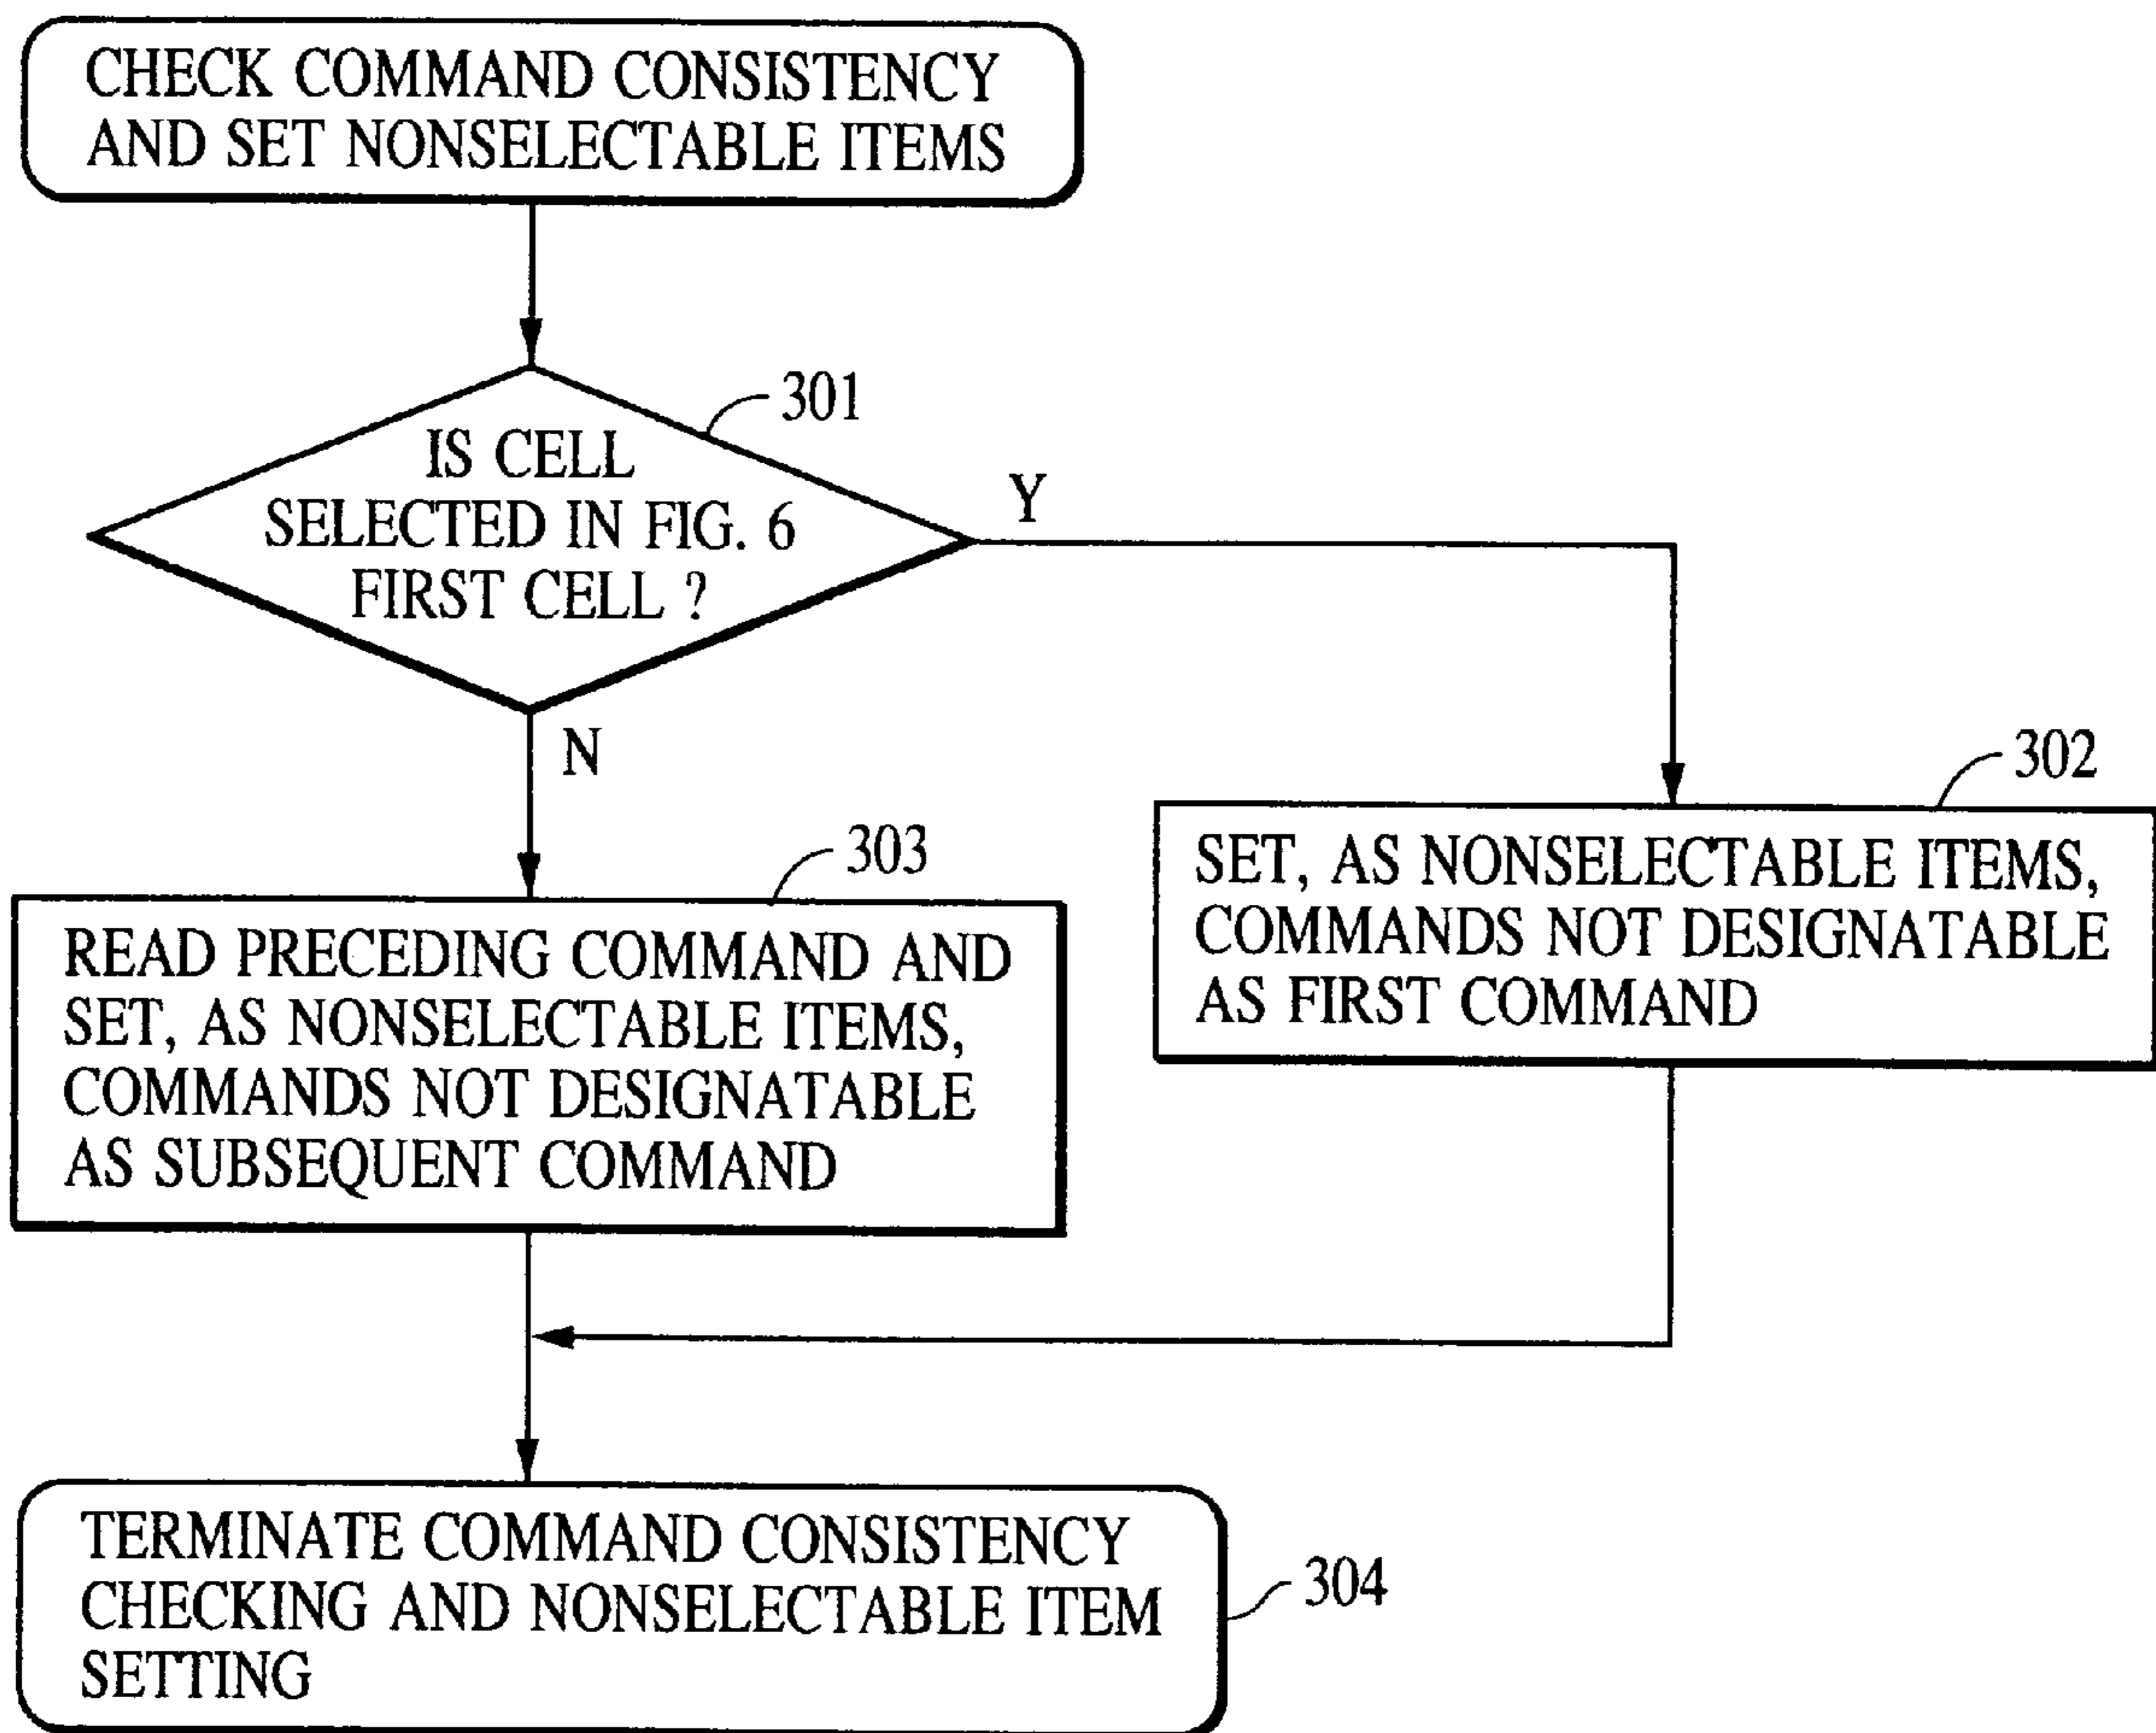 CHECK COMMAND CONSISTENCY
AND SET NONSELECTABLE ITEMS
301
IS CELL
SELECTED IN FIG. 6
FIRST CELL ?
Y
N
302
SET, AS NONSELECTABLE ITEMS,
COMMANDS NOT DESIGNATABLE
AS FIRST COMMAND
303
READ PRECEDING COMMAND AND
SET, AS NONSELECTABLE ITEMS,
COMMANDS NOT DESIGNATABLE
AS SUBSEQUENT COMMAND
TERMINATE COMMAND CONSISTENCY
CHECKING AND NONSELECTABLE ITEM
SETTING
304